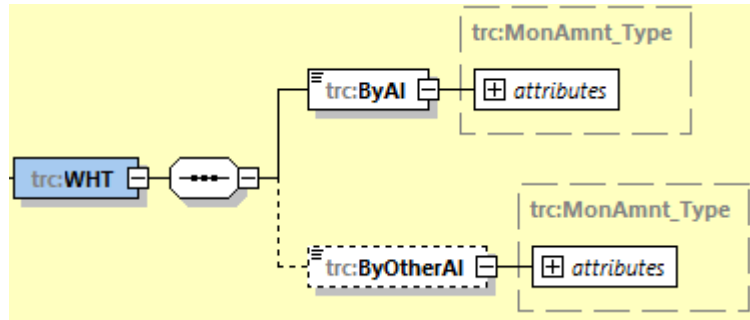 trc:MonAmnt_Type
trc:ByAI
attributes
trc:WHT
trc:MonAmnt_Type
trc:ByOtherAI
attributes